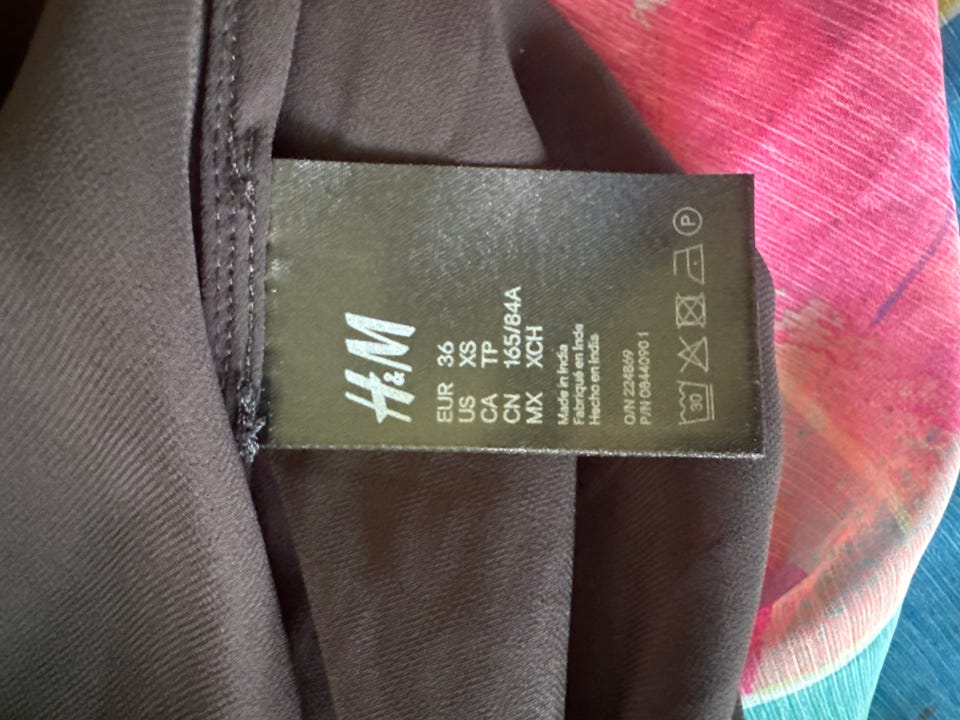 H&M
EUR 36
US XS
CA TP
CN 165/84A
MX XCH
Made in India
Fabriqué en Inde
Hecho en India
O/N 224869
P/N 0844090 1
30 P